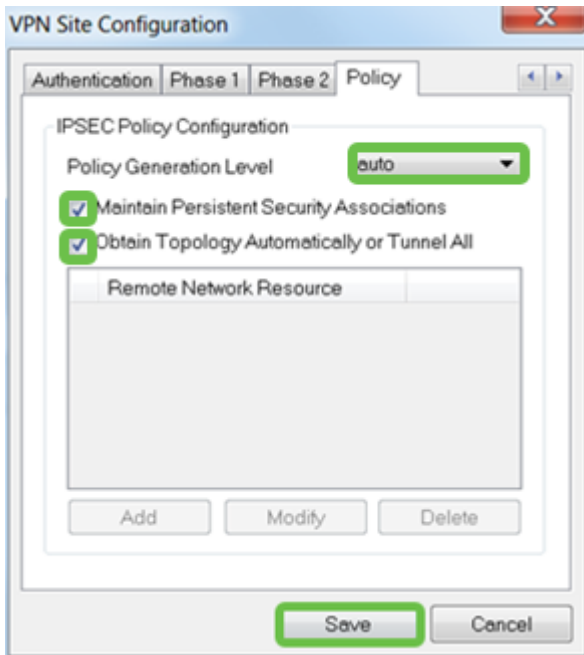 VPN Site Configuration
Authentication Phase 1 Phase 2 Policy
IPSEC Policy Configuration
Policy Generation Level auto
Maintain Persistent Security Associations
Obtain Topology Automatically or Tunnel All
Remote Network Resource
Add Modify Delete
Save Cancel